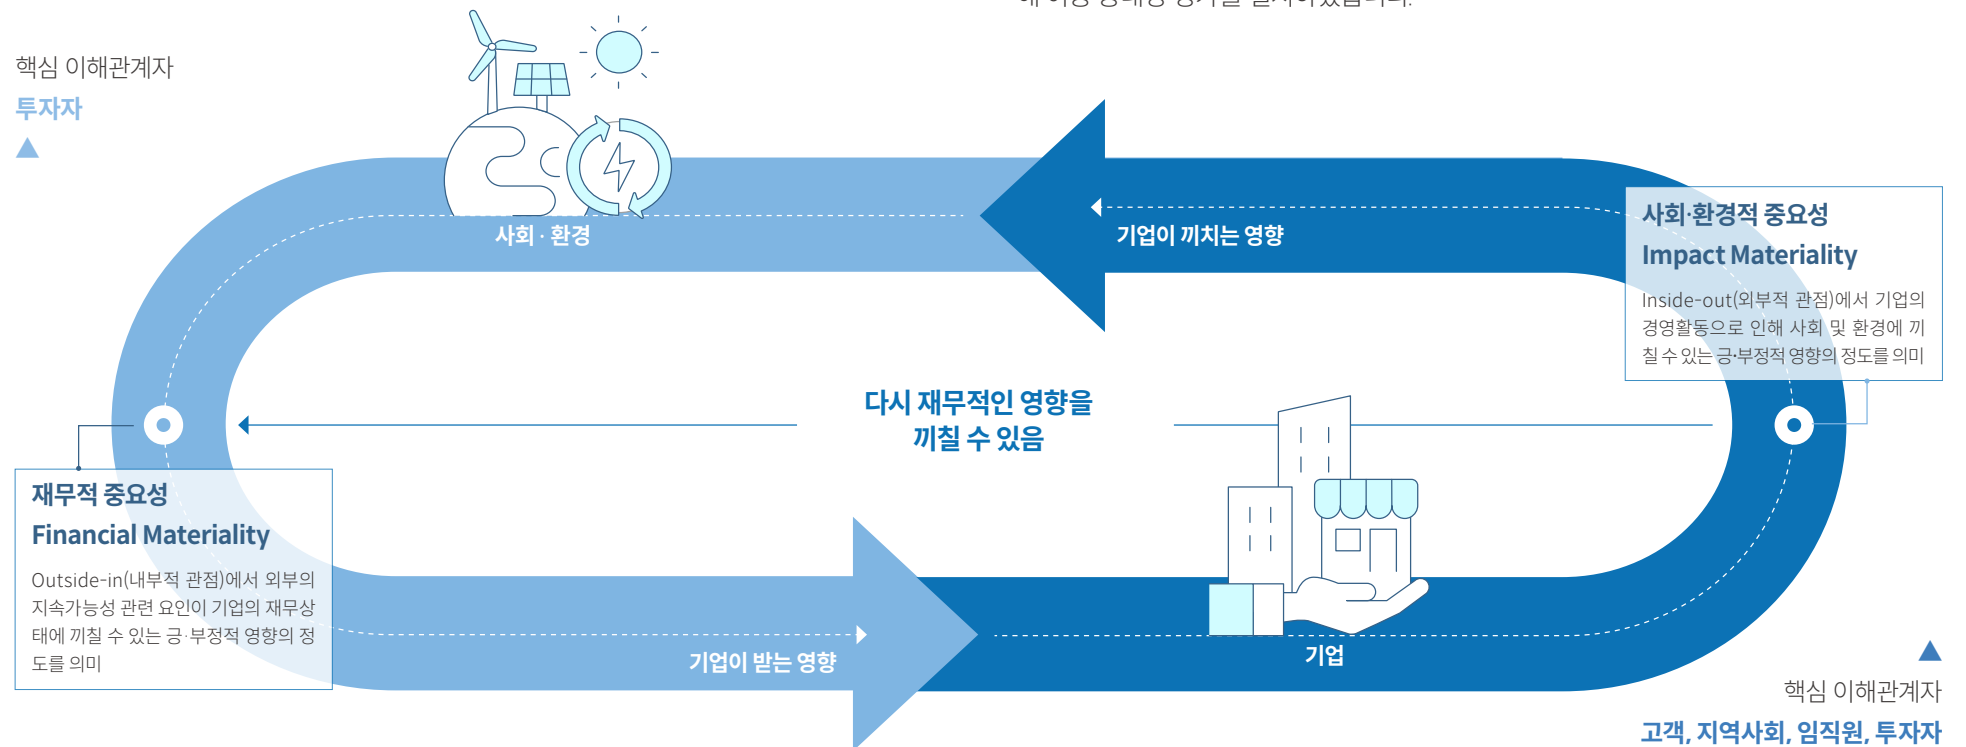 핵심 이해관계자
투자자
사회 · 환경
기업이 끼치는 영향
사회·환경적 중요성
Impact Materiality
Inside-out(외부적 관점)에서 기업의
경영활동으로 인해 사회 및 환경에 끼
칠 수 있는 긍·부정적 영향의 정도를 의미
다시 재무적인 영향을
끼칠 수 있음
재무적 중요성
Financial Materiality
Outside-in(내부적 관점)에서 외부의
지속가능성 관련 요인이 기업의 재무상
태에 끼칠 수 있는 긍·부정적 영향의 정
도를 의미
기업이 받는 영향
기업
핵심 이해관계자
고객, 지역사회, 임직원, 투자자